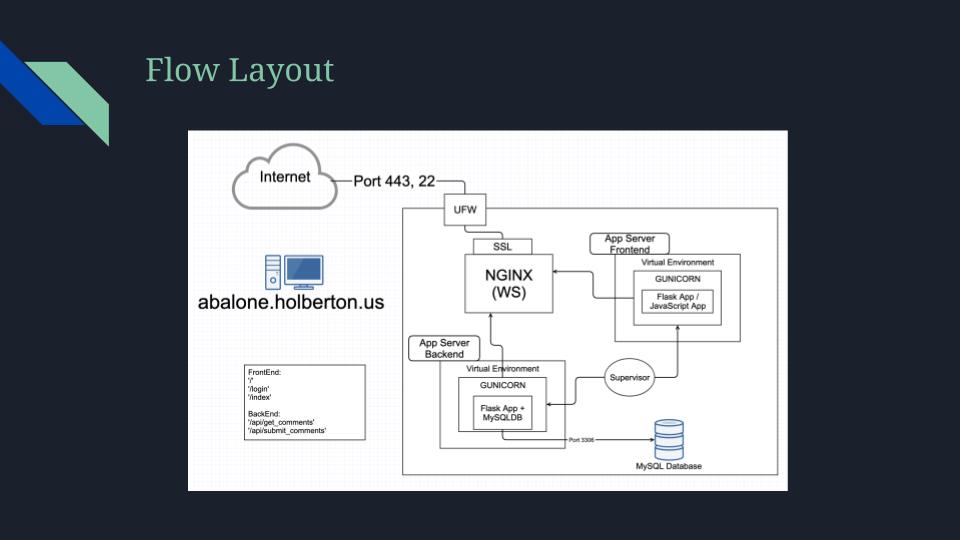 Flow Layout
Internet
Port 443, 22
UFW
SSL
NGINX
(WS)
App Server
Frontend
Virtual Environment
GUNICORN
Flask App /
JavaScript App
abalone.holberton.us
App Server
Backend
Virtual Environment
GUNICORN
Flask App +
MySQLDB
Supervisor
Port 3306
MySQL Database
FrontEnd:
'/'
'/login'
'/index'
BackEnd:
'/api/get_comments'
'/api/submit_comments'